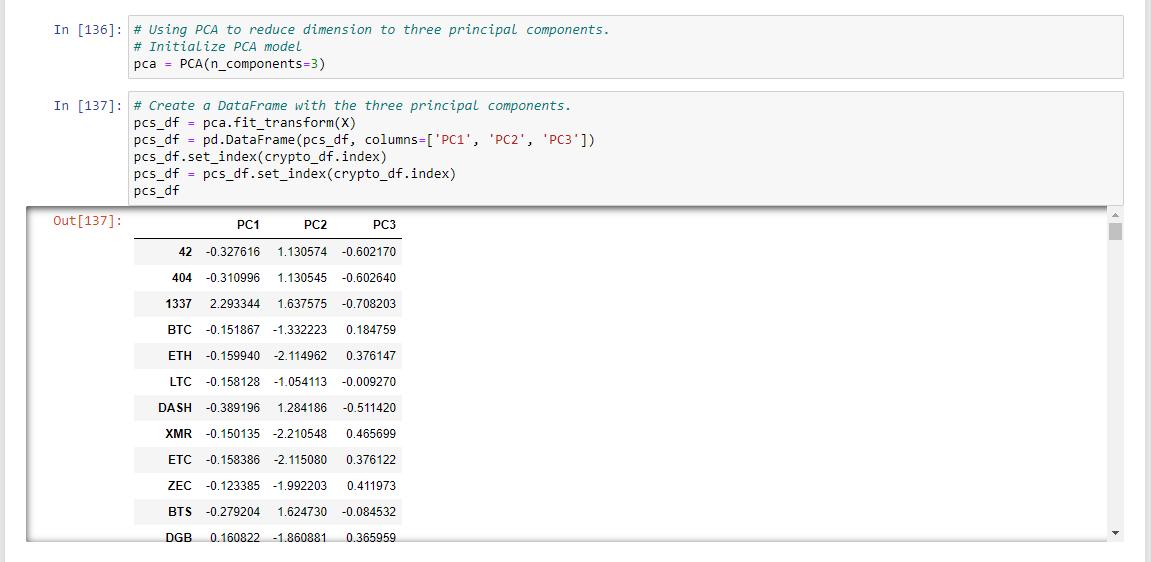 In [136]: # Using PCA to reduce dimension to three principal components.
# Initialize PCA model
pca = PCA(n_components=3)
In [137]: # Create a DataFrame with the three principal components.
pcs_df = pca.fit_transform(X)
pcs_df = pd.DataFrame(pcs_df, columns=['PC1', 'PC2', 'PC3'])
pcs_df.set_index(crypto_df.index)
pcs_df = pcs_df.set_index(crypto_df.index)
pcs_df
Out[137]:
PC1 PC2 PC3
42 -0.327616 1.130574 -0.602170
404 -0.310996 1.130545 -0.602640
1337 2.293344 1.637575 -0.708203
BTC -0.151867 -1.332223 0.184759
ETH -0.159940 -2.114962 0.376147
LTC -0.158128 -1.054113 -0.009270
DASH -0.389196 1.284186 -0.511420
XMR -0.150135 -2.210548 0.465699
ETC -0.158386 -2.115080 0.376122
ZEC -0.123385 -1.992203 0.411973
BTS -0.279204 1.624730 -0.084532
DGB 0.160822 -1.860881 0.365959